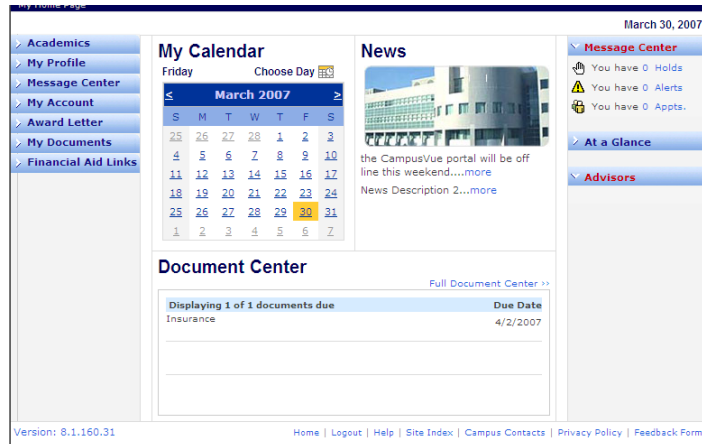 My Home Page
March 30, 2007
Academics
My Profile
Message Center
My Account
Award Letter
My Documents
Financial Aid Links
My Calendar
Friday Choose Day
< March 2007 >
S M T W T F S
25 26 27 28 1 2 3
4 5 6 7 8 9 10
11 12 13 14 15 16 17
18 19 20 21 22 23 24
25 26 27 28 29 30 31
1 2 3 4 5 6 7
News
the CampusVue portal will be off
line this weekend....more
News Description 2...more
Message Center
You have 0 Holds
You have 0 Alerts
You have 0 Appts.
At a Glance
Advisors
Document Center
Full Document Center >>
Displaying 1 of 1 documents due Due Date
Insurance 4/2/2007
Version: 8.1.160.31
Home | Logout | Help | Site Index | Campus Contacts | Privacy Policy | Feedback Form